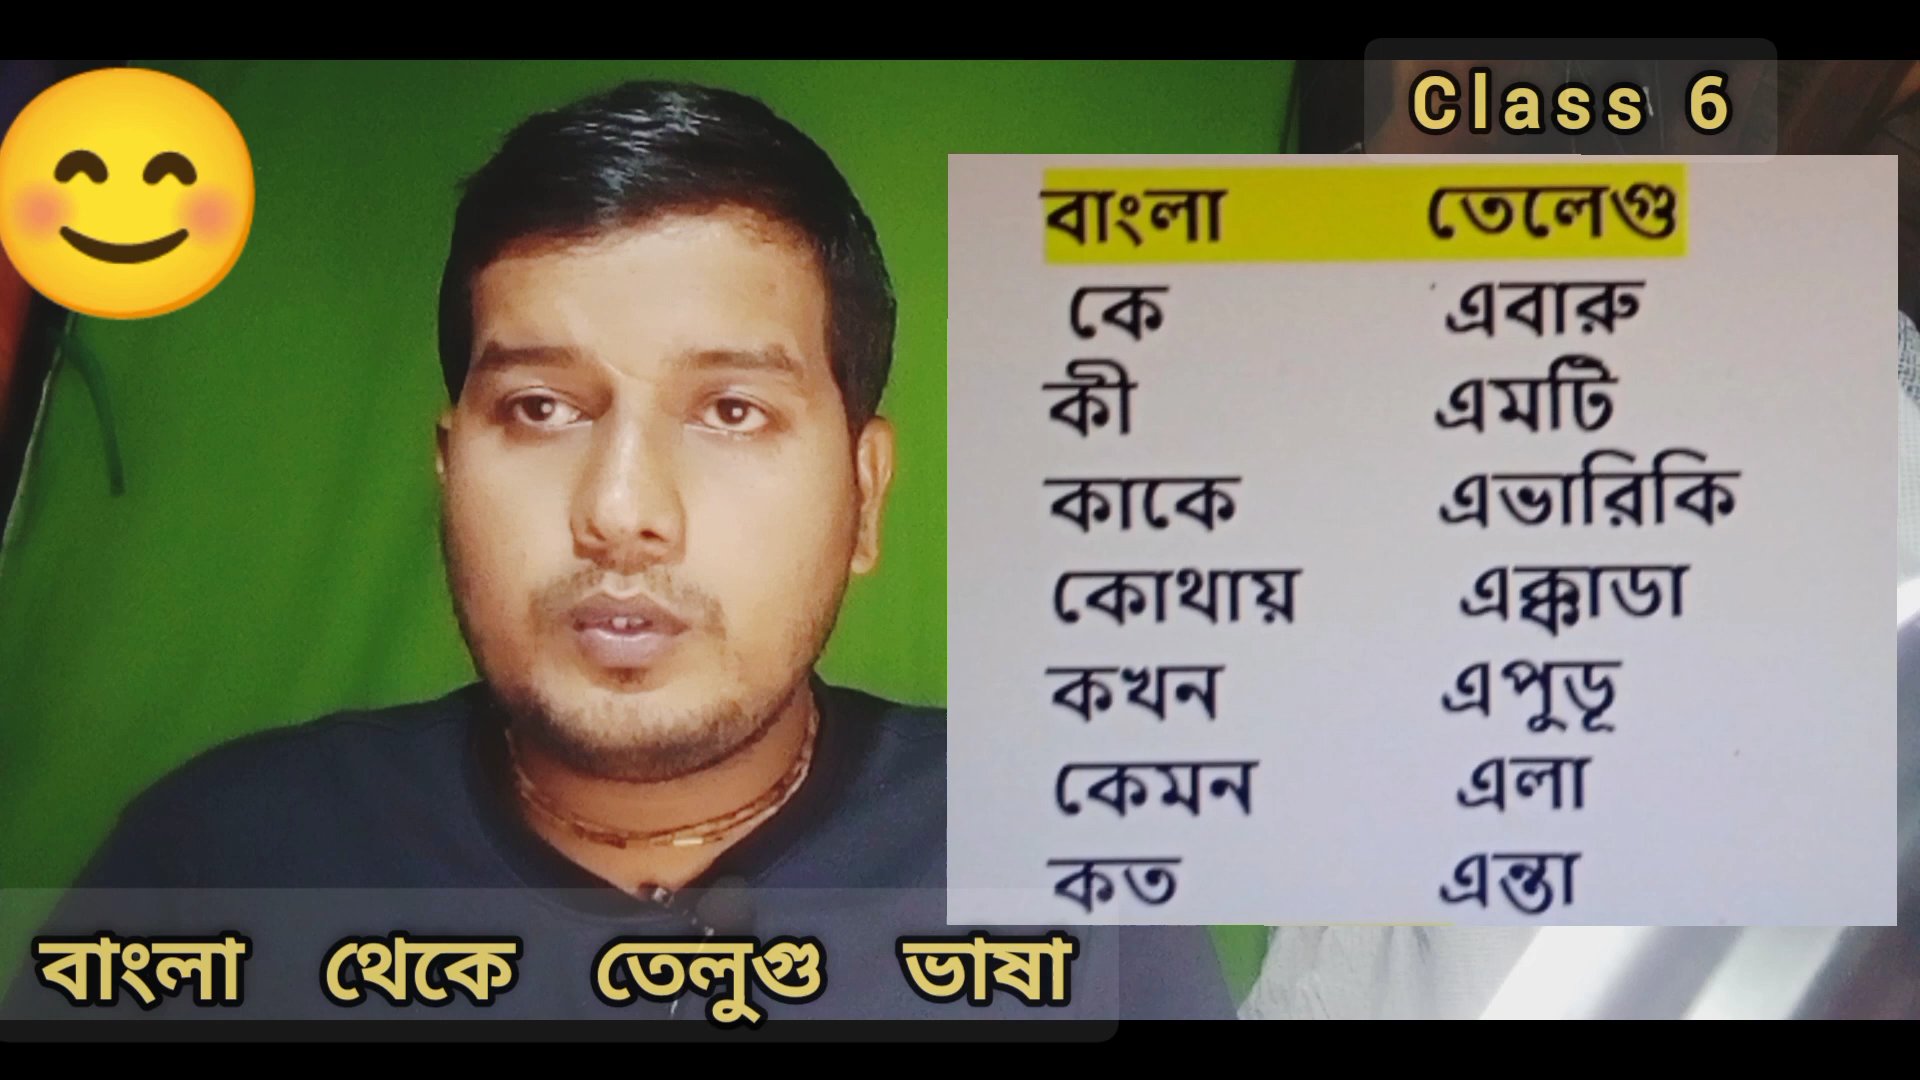 Class 6
বাংলা তেলেগু
কে এবারু
কী এমটি
কাকে এভারিকি
কোথায় এক্কাডা
কখন এপুডূ
কেমন এলা
কত এন্তা
বাংলা থেকে তেলুগু ভাষা